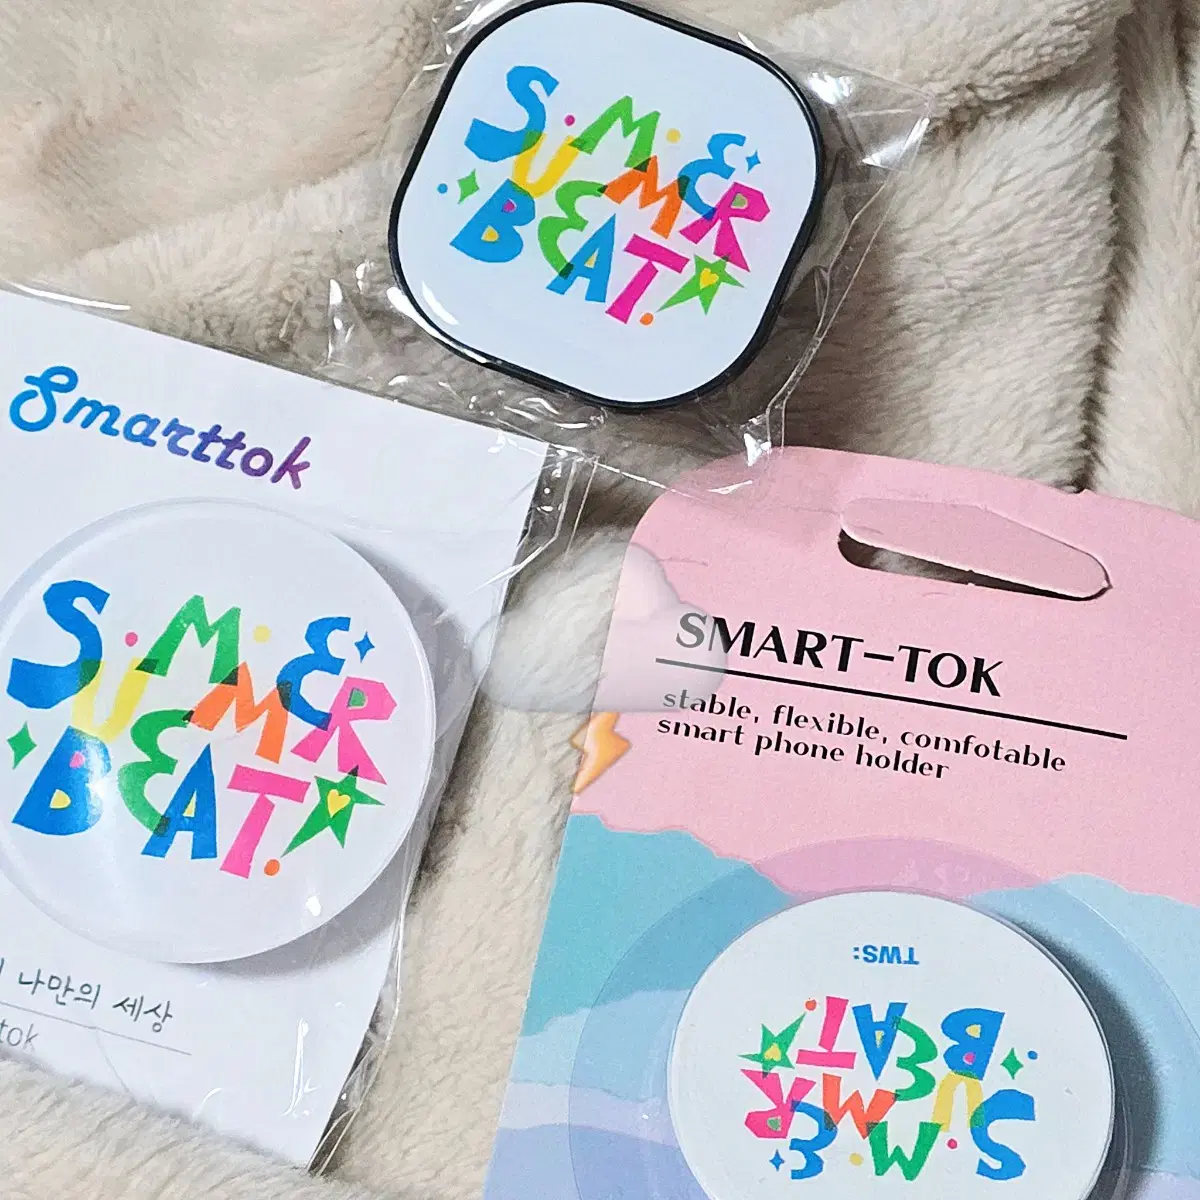 SUMMER
BEAT.
Smarttok
SUMMER
BEAT.
나만의 세상
tok
SMART-TOK
stable, flexible, comfotable
smart phone holder
TWS:
SUMMER
BEAT.